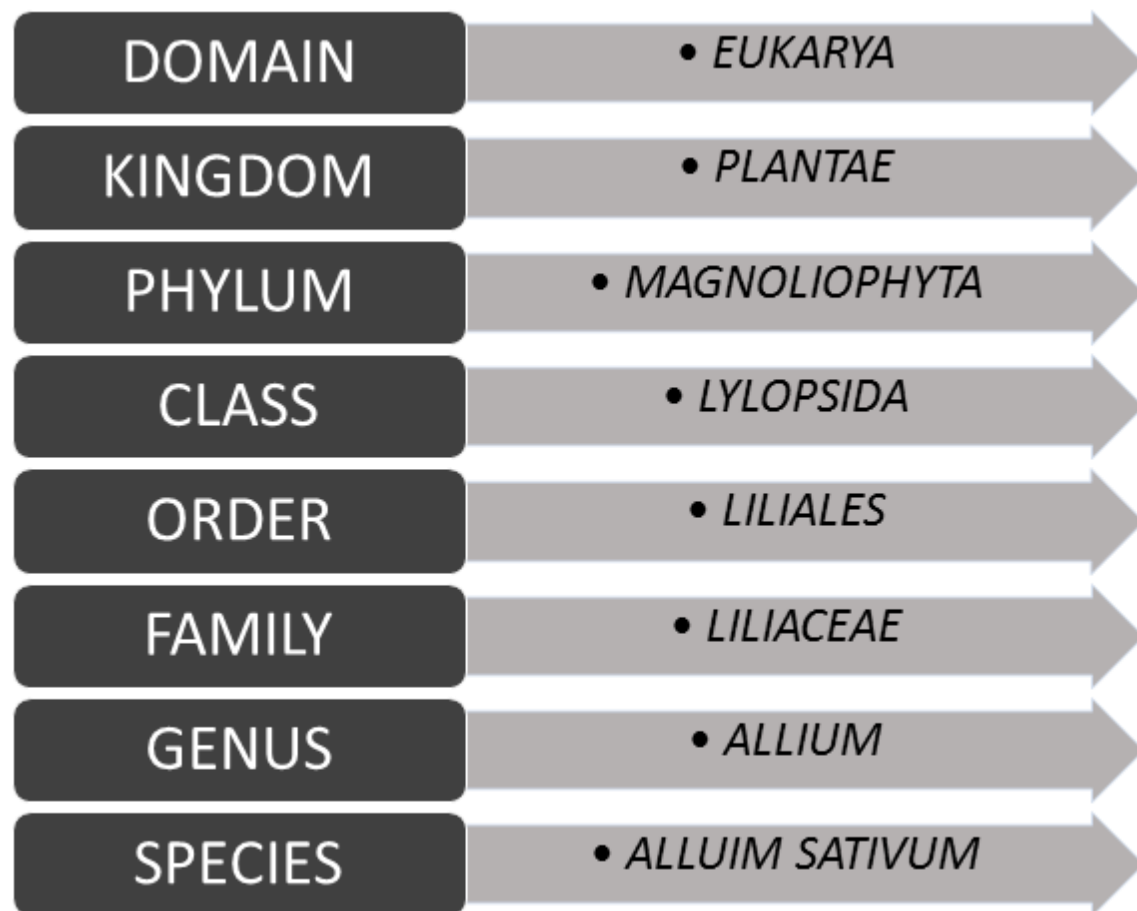 DOMAIN • EUKARYA
KINGDOM • PLANTAE
PHYLUM • MAGNOLIOPHYTA
CLASS • LYLOPSIDA
ORDER • LILIALES
FAMILY • LILIACEAE
GENUS • ALLIUM
SPECIES • ALLUIM SATIVUM